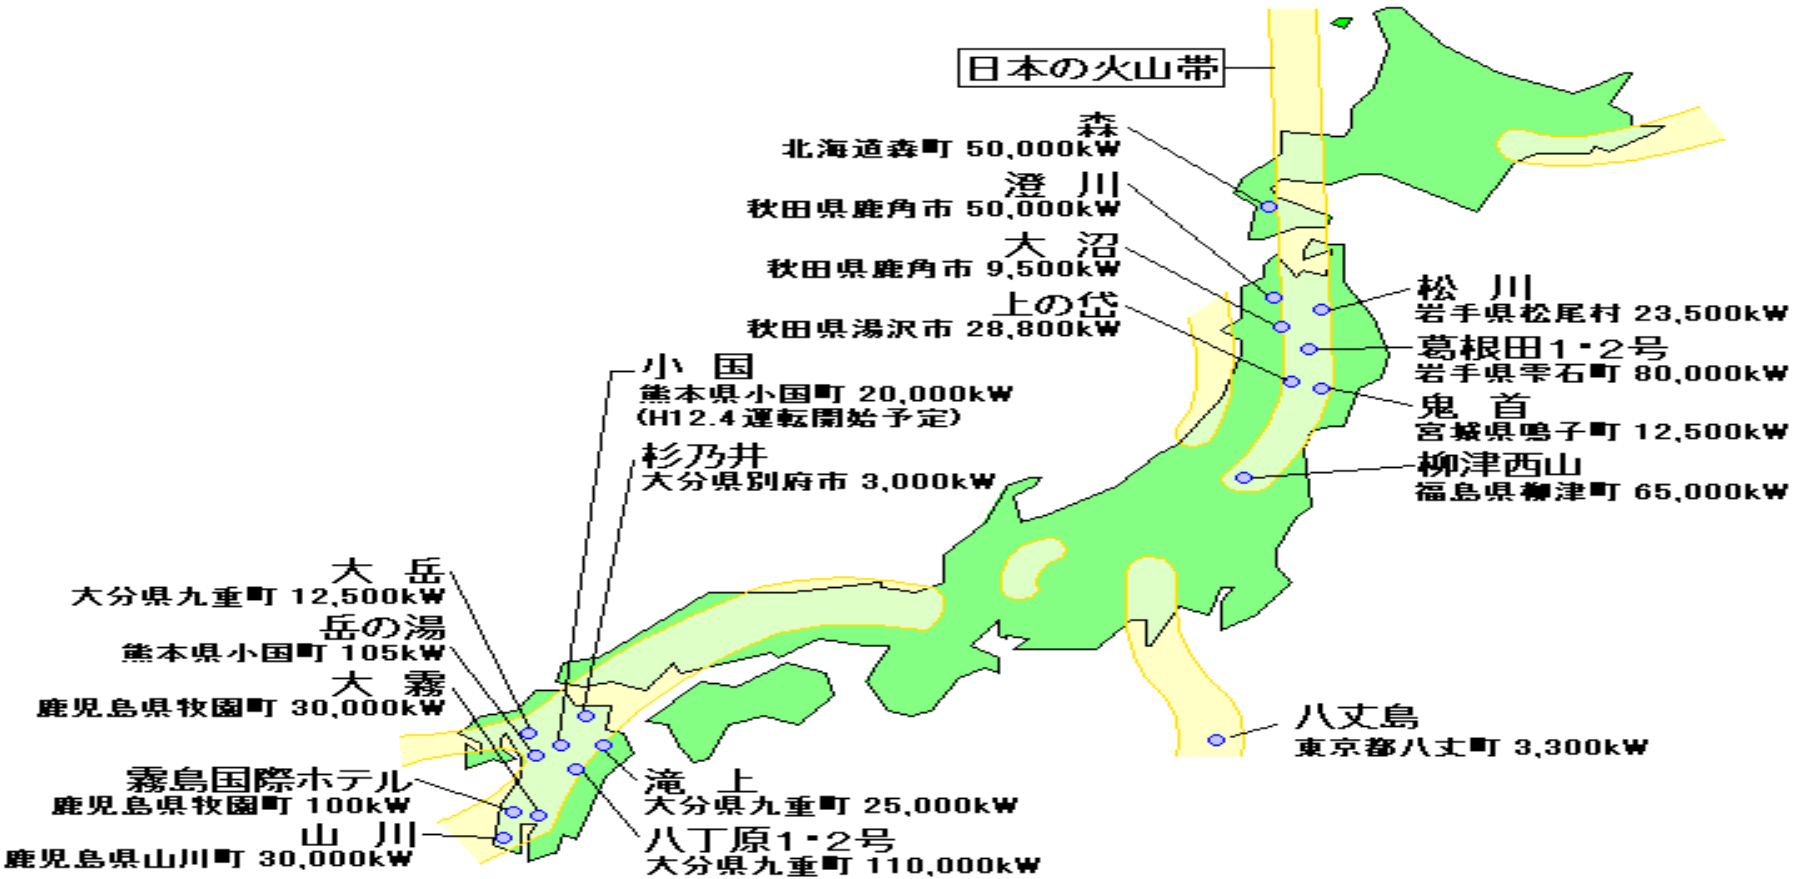 日本の火山帯
森
北海道森町 50,000kW
澄 川
秋田県鹿角市 50,000kW
大 沼
秋田県鹿角市 9,500kW
上の岱
秋田県湯沢市 28,800kW
松 川
岩手県松尾村 23,500kW
葛根田1・2号
岩手県雫石町 80,000kW
鬼 首
宮城県鳴子町 12,500kW
柳津西山
福島県柳津町 65,000kW
小 国
熊本県小国町 20,000kW
(H12.4運転開始予定)
杉乃井
大分県別府市 3,000kW
大 岳
大分県九重町 12,500kW
岳の湯
熊本県小国町 105kW
大 霧
鹿児島県牧園町 30,000kW
霧島国際ホテル
鹿児島県牧園町 100kW
山 川
鹿児島県山川町 30,000kW
滝 上
大分県九重町 25,000kW
八丁原1・2号
大分県九重町 110,000kW
八丈島
東京都八丈町 3,300kW